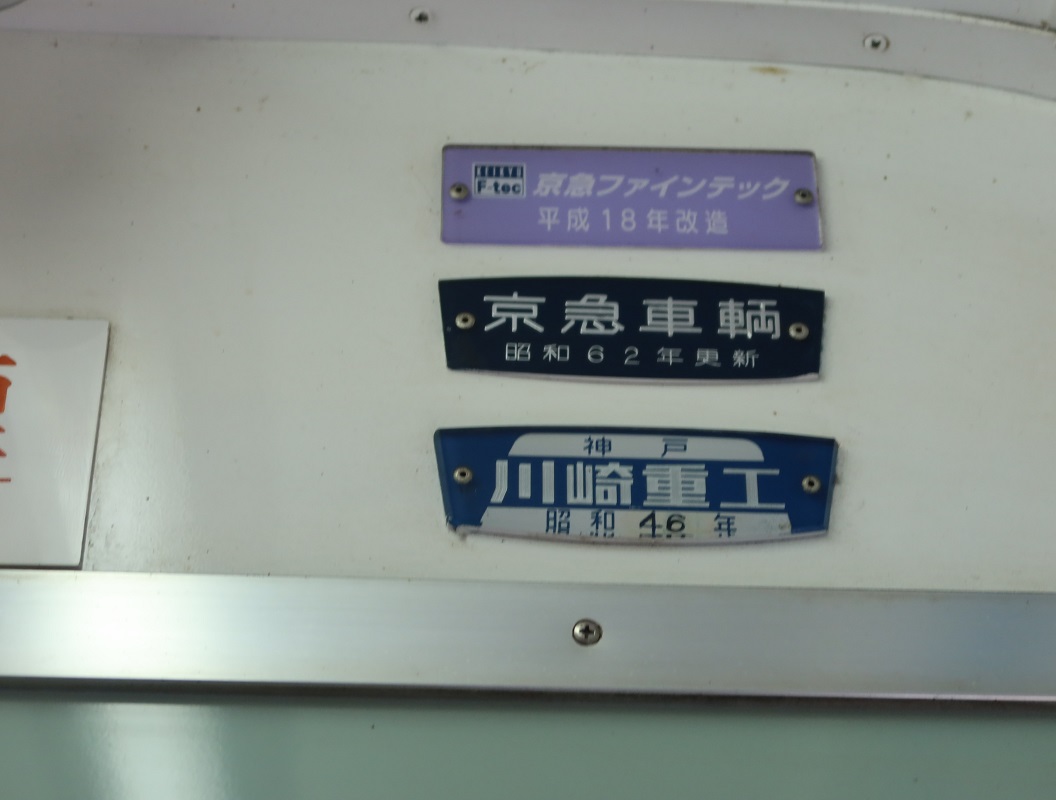 KEIKYU
F-tec
京急ファインテック
平成18年改造
京急車輌
昭和62年更新
神戸
川崎重工
昭和46年